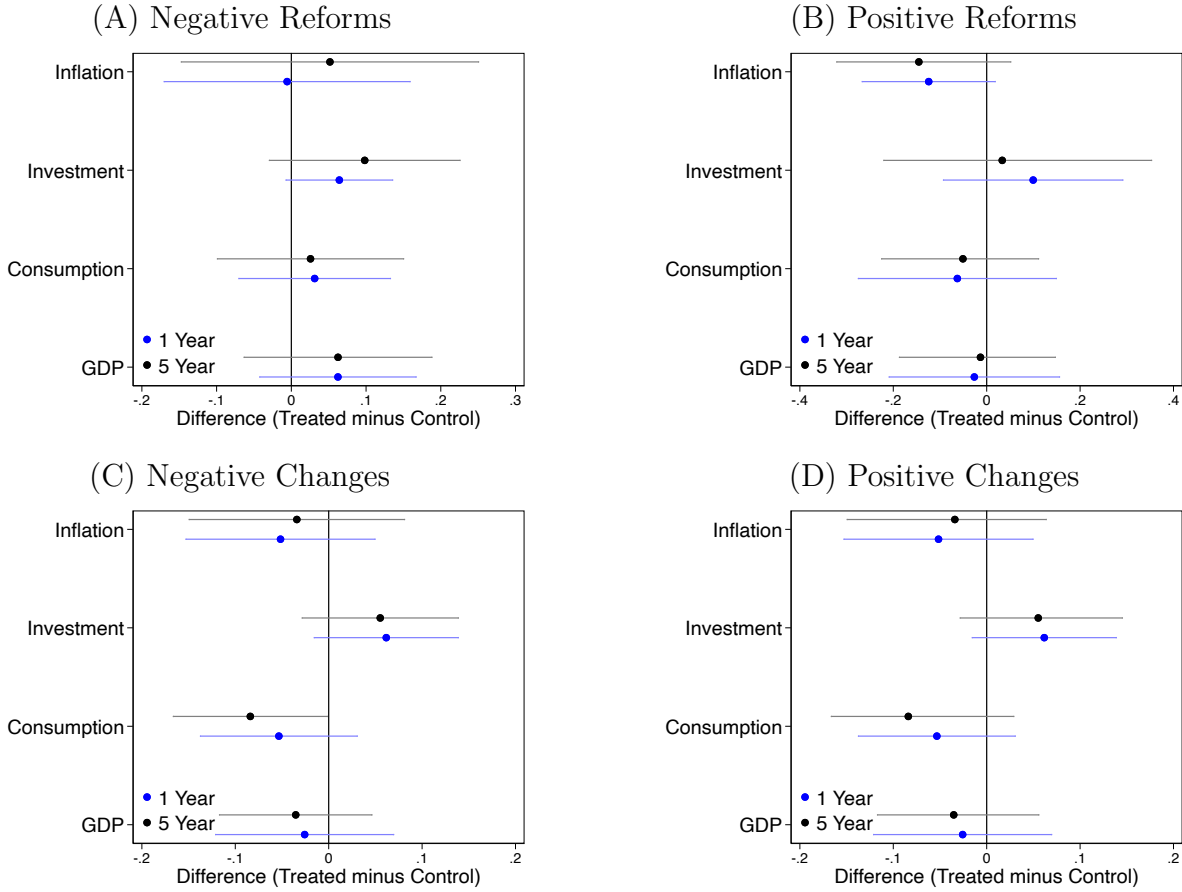 (A) Negative Reforms
Inflation
Investment
Consumption
1 Year
5 Year
GDP
-.2 -.1 0 .1 .2 .3
Difference (Treated minus Control)
(B) Positive Reforms
Inflation
Investment
Consumption
1 Year
5 Year
GDP
-.4 -.2 0 .2 .4
Difference (Treated minus Control)
(C) Negative Changes
Inflation
Investment
Consumption
1 Year
5 Year
GDP
-.2 -.1 0 .1 .2
Difference (Treated minus Control)
(D) Positive Changes
Inflation
Investment
Consumption
1 Year
5 Year
GDP
-.2 -.1 0 .1 .2
Difference (Treated minus Control)